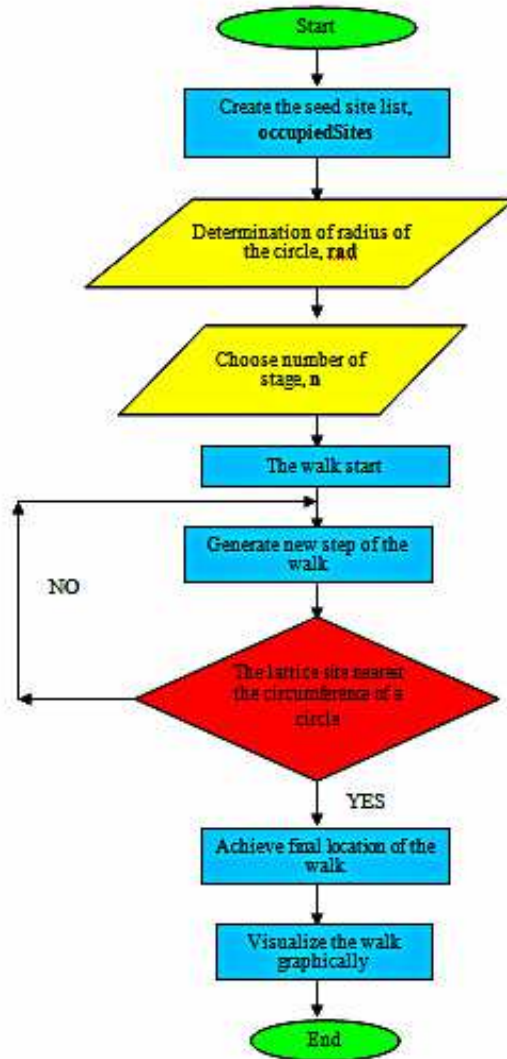 Start
Create the seed site list,
occupiedSites
Determination of radius of
the circle, rad
Choose number of
stage, n
The walk start
Generate new step of the
walk
NO
The lattice site nearest
the circumference of a
circle
YES
Achieve final location of the
walk
Visualize the walk
graphically
End